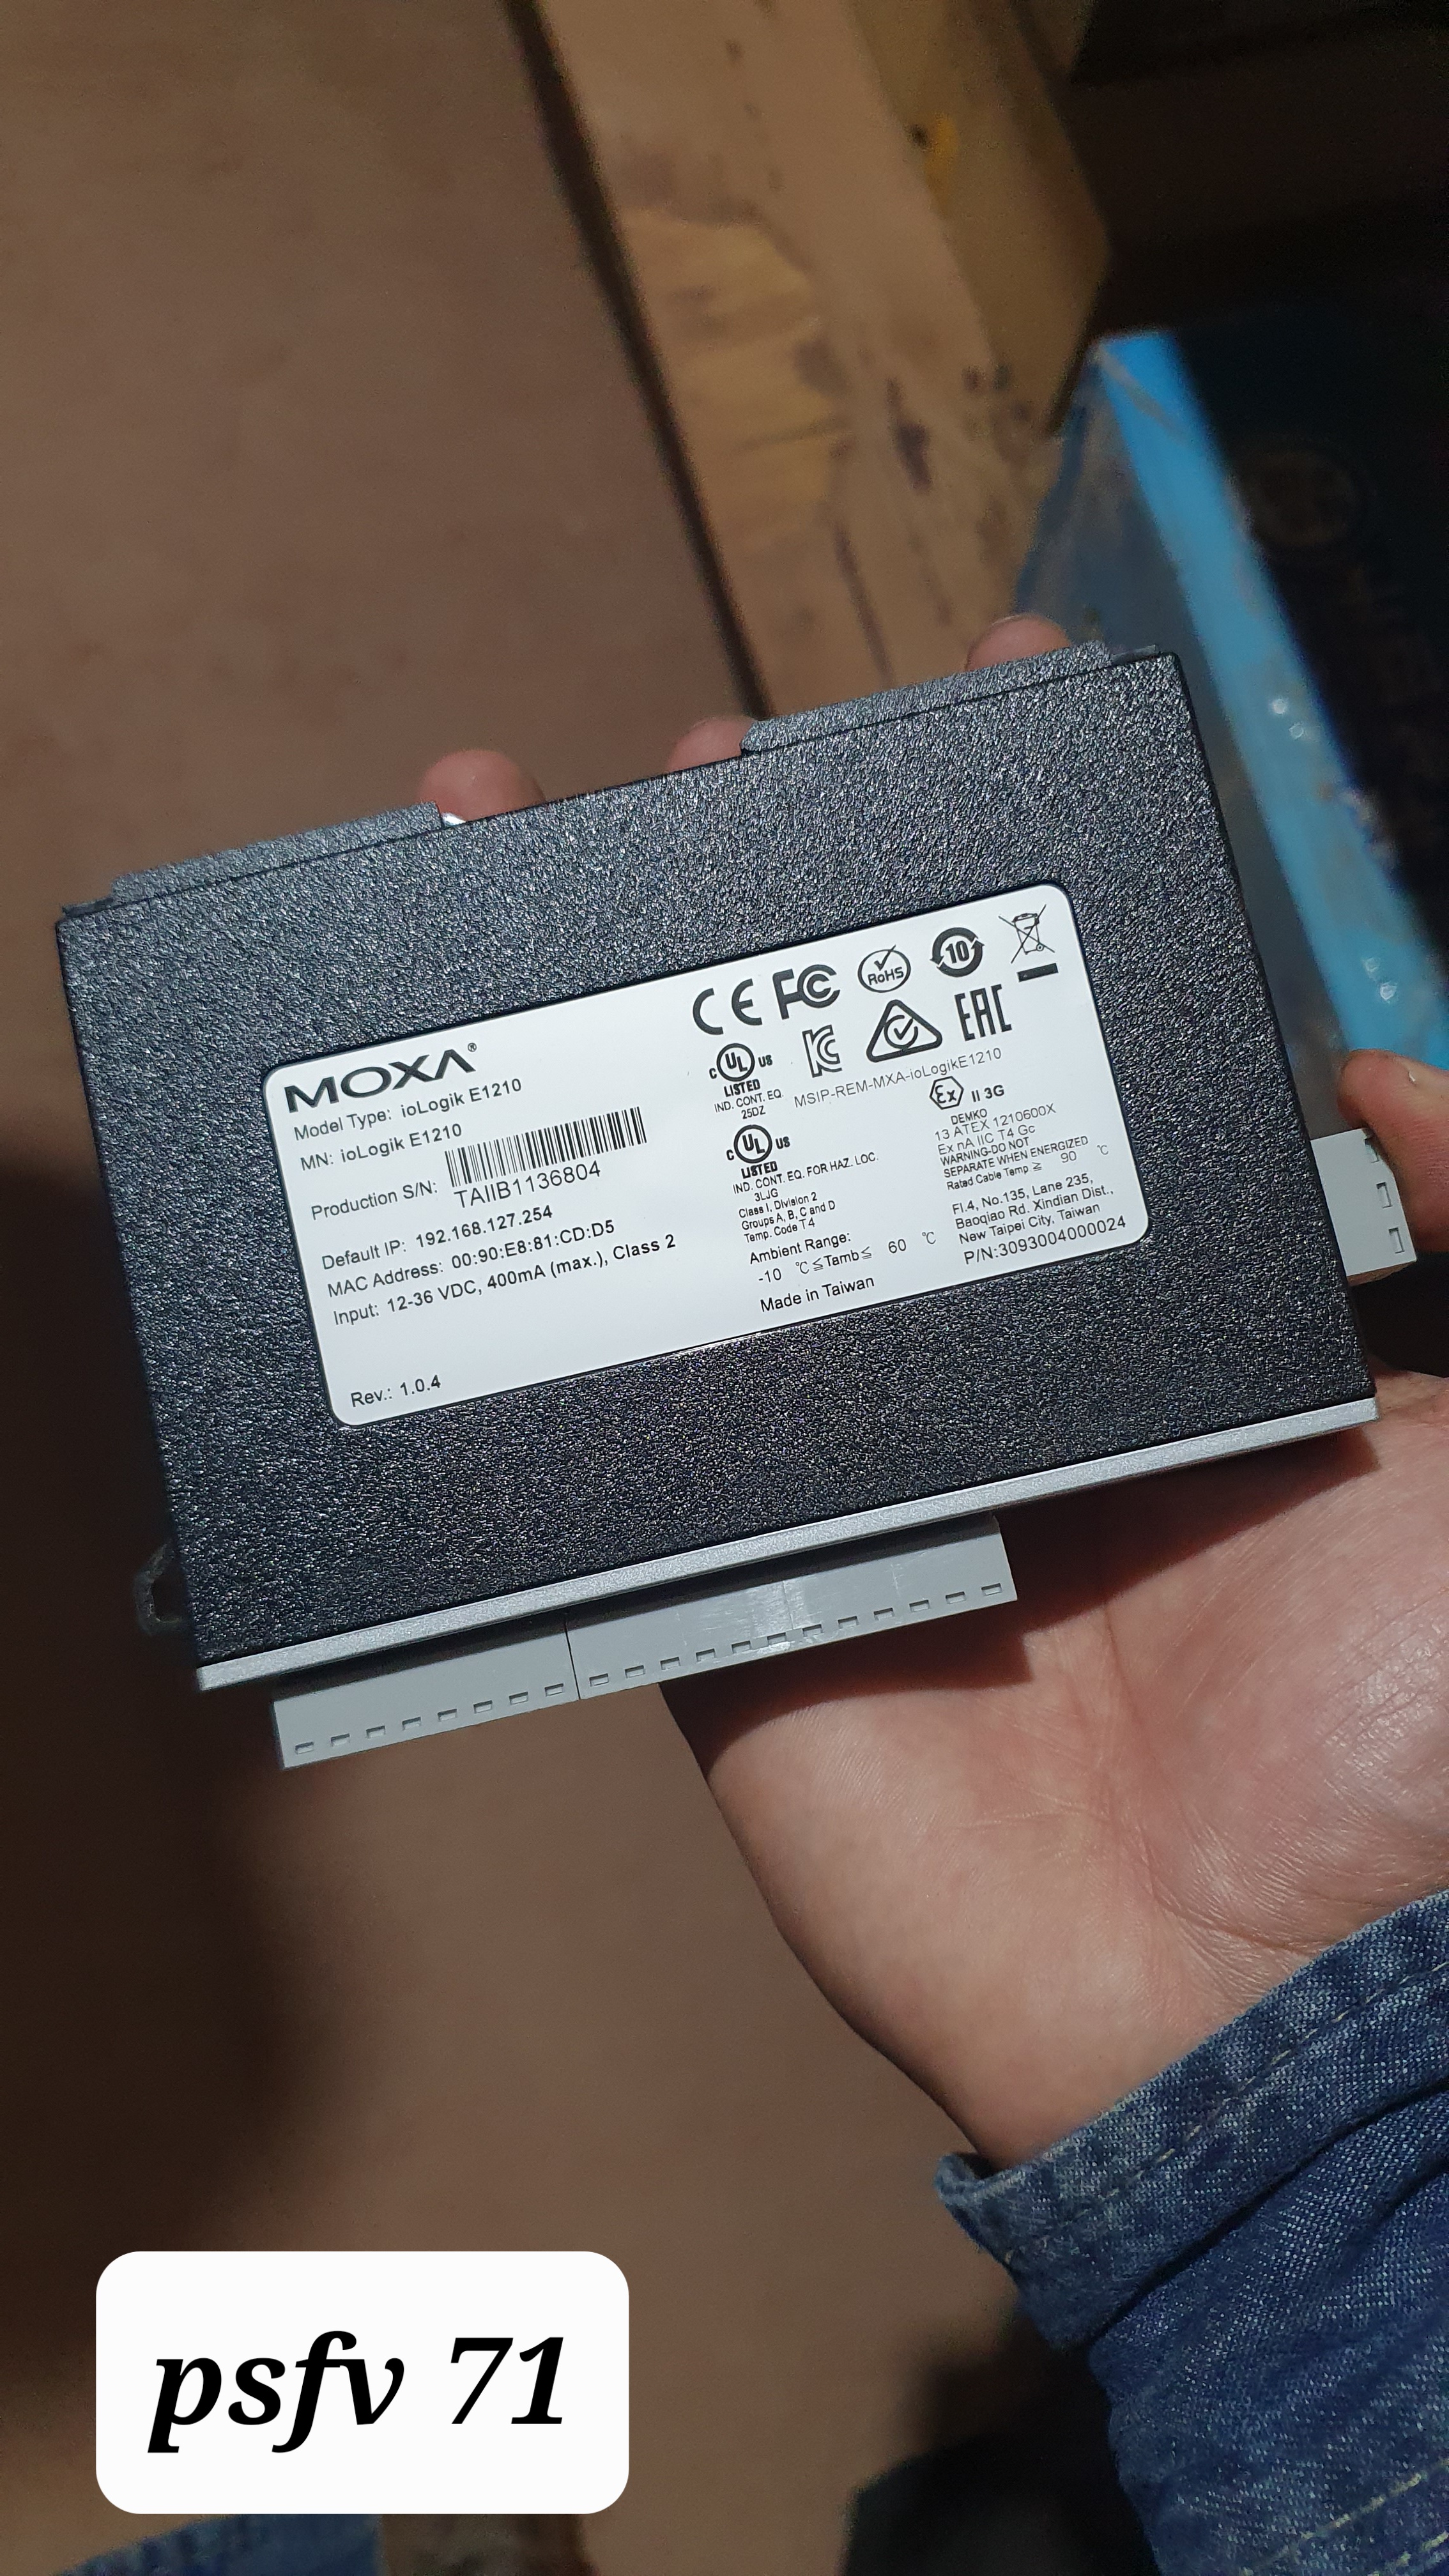 MOXA®
Model Type: ioLogik E1210
MN: ioLogik E1210
Production S/N:
TAIIB1136804
Default IP: 192.168.127.254
MAC Address: 00:90:E8:81:CD:D5
Input: 12-36 VDC, 400mA (max.), Class 2
Rev.: 1.0.4
CE FC RoHS 10
C UL US
LISTED
IND. CONT. EQ.
25DZ
EAC
MSIP-REM-MXA-ioLogikE1210
C UL US
LISTED
IND. CONT. EQ. FOR HAZ. LOC.
3LJG
Class I, Division 2
Groups A, B, C and D
Temp. Code T4
Ambient Range:
-10 ℃≤Tamb≤ 60 ℃
Made in Taiwan
Ex II 3G
DEMKO
13 ATEX 1210600X
Ex nA IIC T4 Gc
WARNING-DO NOT
SEPARATE WHEN ENERGIZED
Rated Cable Temp ≥ 90 ℃
Fl.4, No.135, Lane 235,
Baoqiao Rd. Xindian Dist.,
New Taipei City, Taiwan
P/N:3093004000024
psfv 71